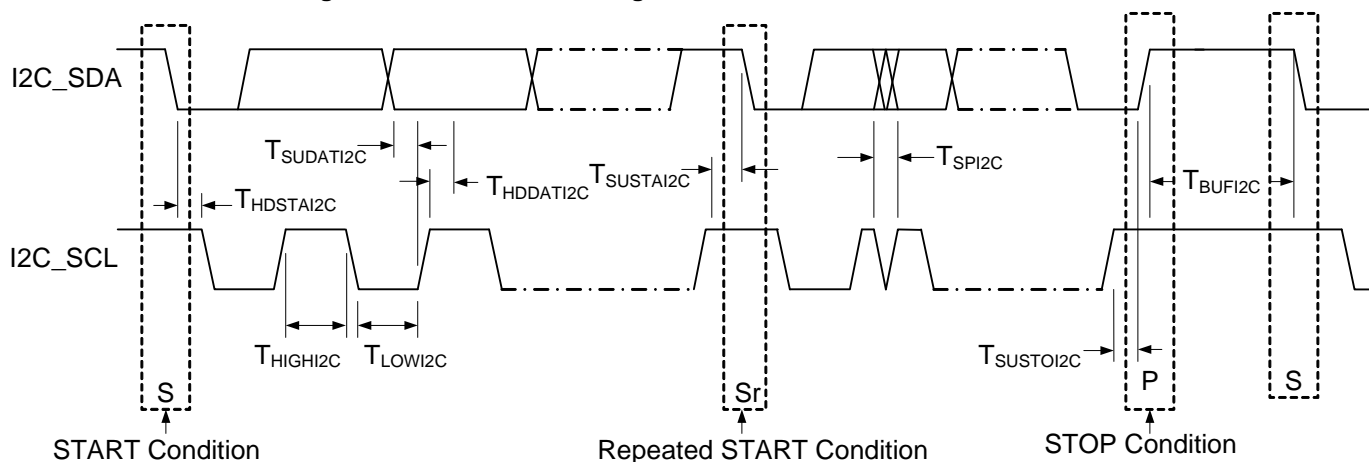 I2C_SDA
T_SUDATI2C
T_HDSTAI2C
T_HDDATI2C
T_SUSTAI2C
T_SPI2C
T_BUFI2C
I2C_SCL
T_HIGHI2C
T_LOWI2C
T_SUSTOI2C
S
Sr
P
S
START Condition
Repeated START Condition
STOP Condition